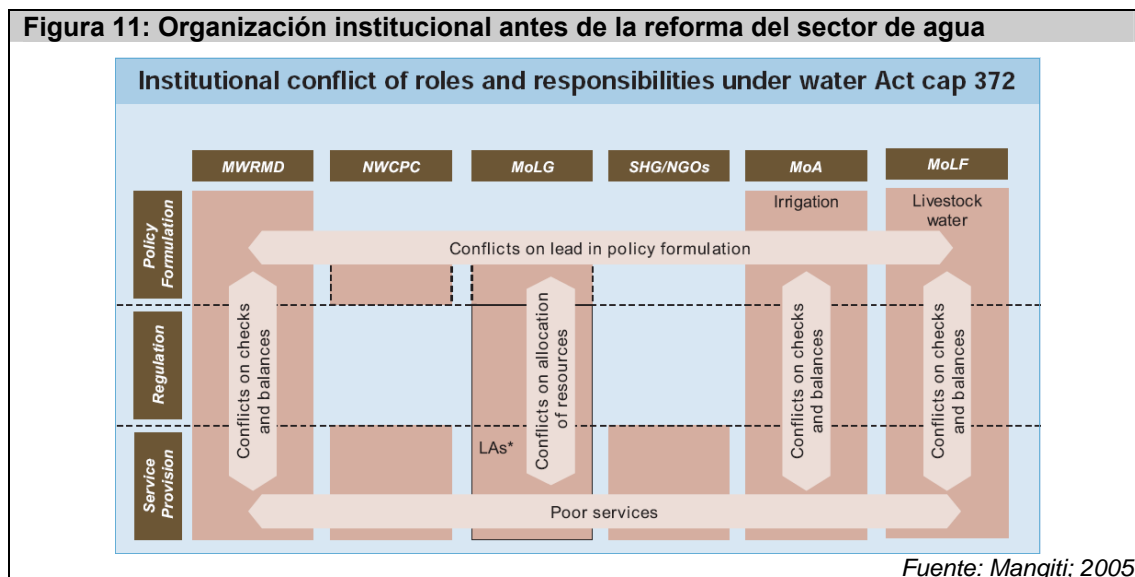 Figura 11: Organización institucional antes de la reforma del sector de agua
Institutional conflict of roles and responsibilities under water Act cap 372
MWRMD
NWCPC
MoLG
SHG/NGOs
MoA
MoLF
Policy
Formulation
Irrigation
Livestock
water
Conflicts on lead in policy formulation
Regulation
Conflicts on checks
and balances
Conflicts on allocation
of resources
Conflicts on checks
and balances
Conflicts on checks
and balances
Service
Provision
LAs*
Poor services
Fuente: Mangiti; 2005